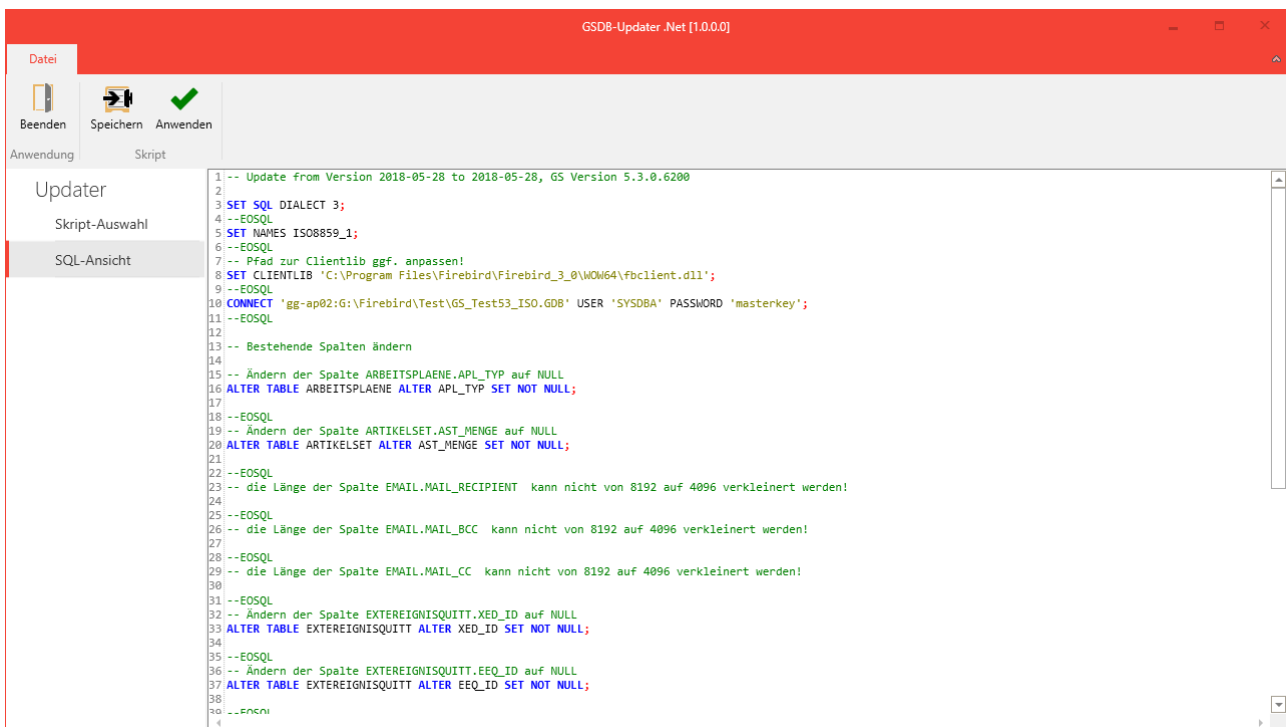 GSDB-Updater .Net [1.0.0.0]
Datei
Beenden Speichern Anwenden
Anwendung Skript
Updater
Skript-Auswahl
SQL-Ansicht
1 -- Update from Version 2018-05-28 to 2018-05-28, GS Version 5.3.0.6200
2
3 SET SQL DIALECT 3;
4 --EOSQL
5 SET NAMES ISO8859_1;
6 --EOSQL
7 -- Pfad zur Clientlib ggf. anpassen!
8 SET CLIENTLIB 'C:\Program Files\Firebird\Firebird_3_0\WOW64\fbclient.dll';
9 --EOSQL
10 CONNECT 'gg-ap02:G:\Firebird\Test\GS_Test53_ISO.GDB' USER 'SYSDBA' PASSWORD 'masterkey';
11 --EOSQL
12
13 -- Bestehende Spalten ändern
14
15 -- Ändern der Spalte ARBEITSPLAENE.APL_TYP auf NULL
16 ALTER TABLE ARBEITSPLAENE ALTER APL_TYP SET NOT NULL;
17
18 --EOSQL
19 -- Ändern der Spalte ARTIKELSET.AST_MENGE auf NULL
20 ALTER TABLE ARTIKELSET ALTER AST_MENGE SET NOT NULL;
21
22 --EOSQL
23 -- die Länge der Spalte EMAIL.MAIL_RECIPIENT  kann nicht von 8192 auf 4096 verkleinert werden!
24
25 --EOSQL
26 -- die Länge der Spalte EMAIL.MAIL_BCC  kann nicht von 8192 auf 4096 verkleinert werden!
27
28 --EOSQL
29 -- die Länge der Spalte EMAIL.MAIL_CC  kann nicht von 8192 auf 4096 verkleinert werden!
30
31 --EOSQL
32 -- Ändern der Spalte EXTEREIGNISQUITT.XED_ID auf NULL
33 ALTER TABLE EXTEREIGNISQUITT ALTER XED_ID SET NOT NULL;
34
35 --EOSQL
36 -- Ändern der Spalte EXTEREIGNISQUITT.EEQ_ID auf NULL
37 ALTER TABLE EXTEREIGNISQUITT ALTER EEQ_ID SET NOT NULL;
38
39 --EOSQL